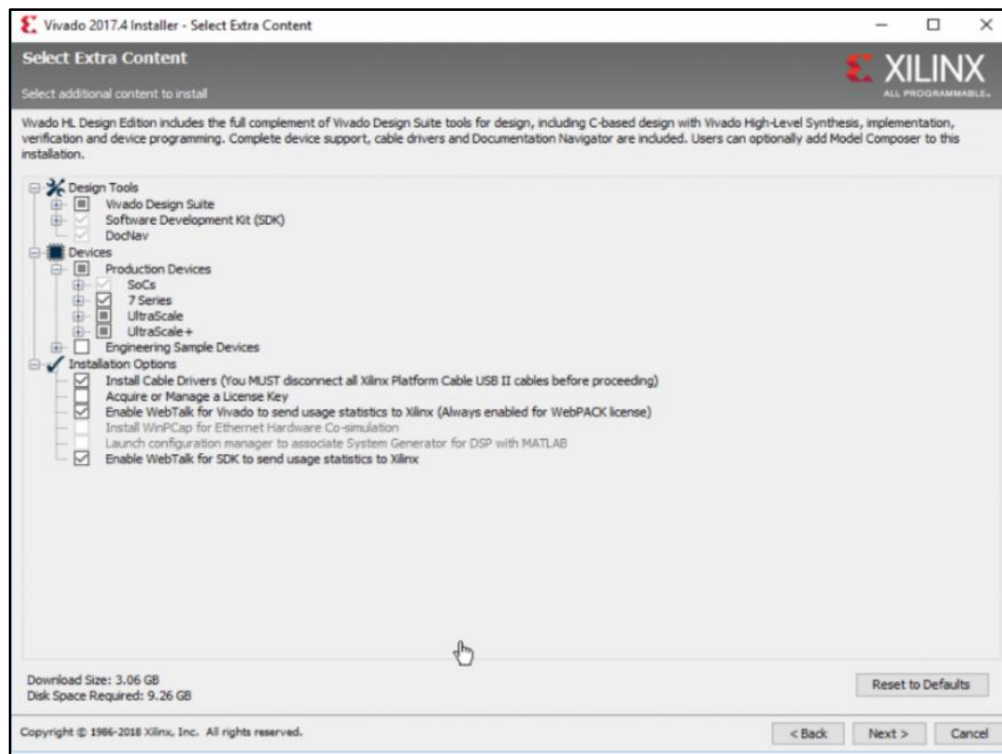 Vivado 2017.4 Installer - Select Extra Content
Select Extra Content
XILINX
ALL PROGRAMMABLE.
Select additional content to install
Vivado HL Design Edition includes the full complement of Vivado Design Suite tools for design, including C-based design with Vivado High-Level Synthesis, implementation,
verification and device programming. Complete device support, cable drivers and Documentation Navigator are included. Users can optionally add Model Composer to this
installation.
Design Tools
Vivado Design Suite
Software Development Kit (SDK)
DocNav
Devices
Production Devices
SoCs
7 Series
UltraScale
UltraScale+
Engineering Sample Devices
Installation Options
Install Cable Drivers (You MUST disconnect all Xilinx Platform Cable USB II cables before proceeding)
Acquire or Manage a License Key
Enable WebTalk for Vivado to send usage statistics to Xilinx (Always enabled for WebPACK license)
Install WinPCap for Ethernet Hardware Co-simulation
Launch configuration manager to associate System Generator for DSP with MATLAB
Enable WebTalk for SDK to send usage statistics to Xilinx
Download Size: 3.06 GB
Disk Space Required: 9.26 GB
Reset to Defaults
Copyright © 1986-2018 Xilinx, Inc. All rights reserved.
< Back
Next >
Cancel